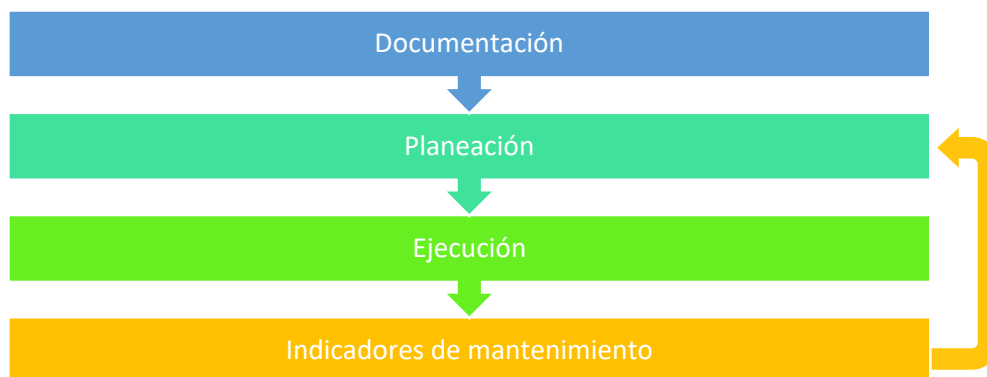 Documentación
Planeación
Ejecución
Indicadores de mantenimiento